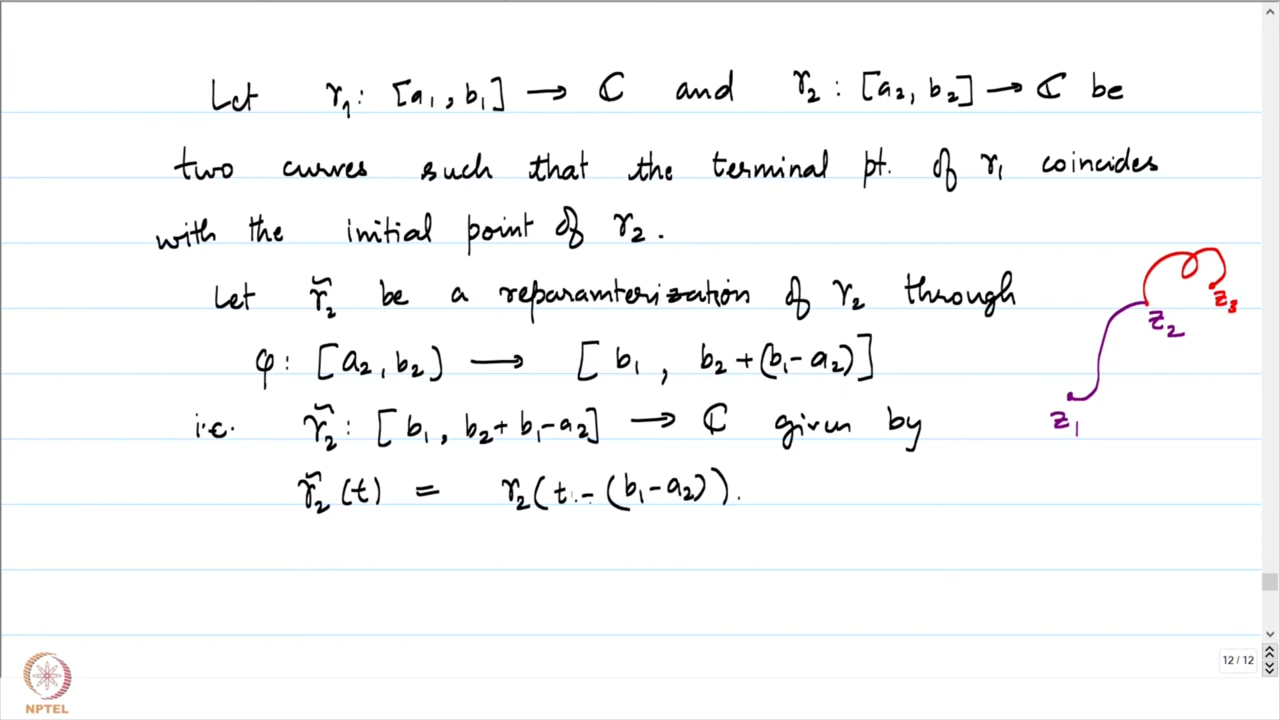 Let γ₁ : [a₁, b₁] → ℂ and γ₂ : [a₂, b₂] → ℂ be
two curves such that the terminal pt. of γ₁ coincides
with the initial point of γ₂.
Let γ̃₂ be a reparamterization of γ₂ through
φ : [a₂, b₂] → [b₁, b₂+(b₁-a₂)]
i.e. γ̃₂ : [b₁, b₂+b₁-a₂] → ℂ given by
γ̃₂(t) = γ₂(t-(b₁-a₂)).
z₁
z₂
z₃
12 / 12
NPTEL